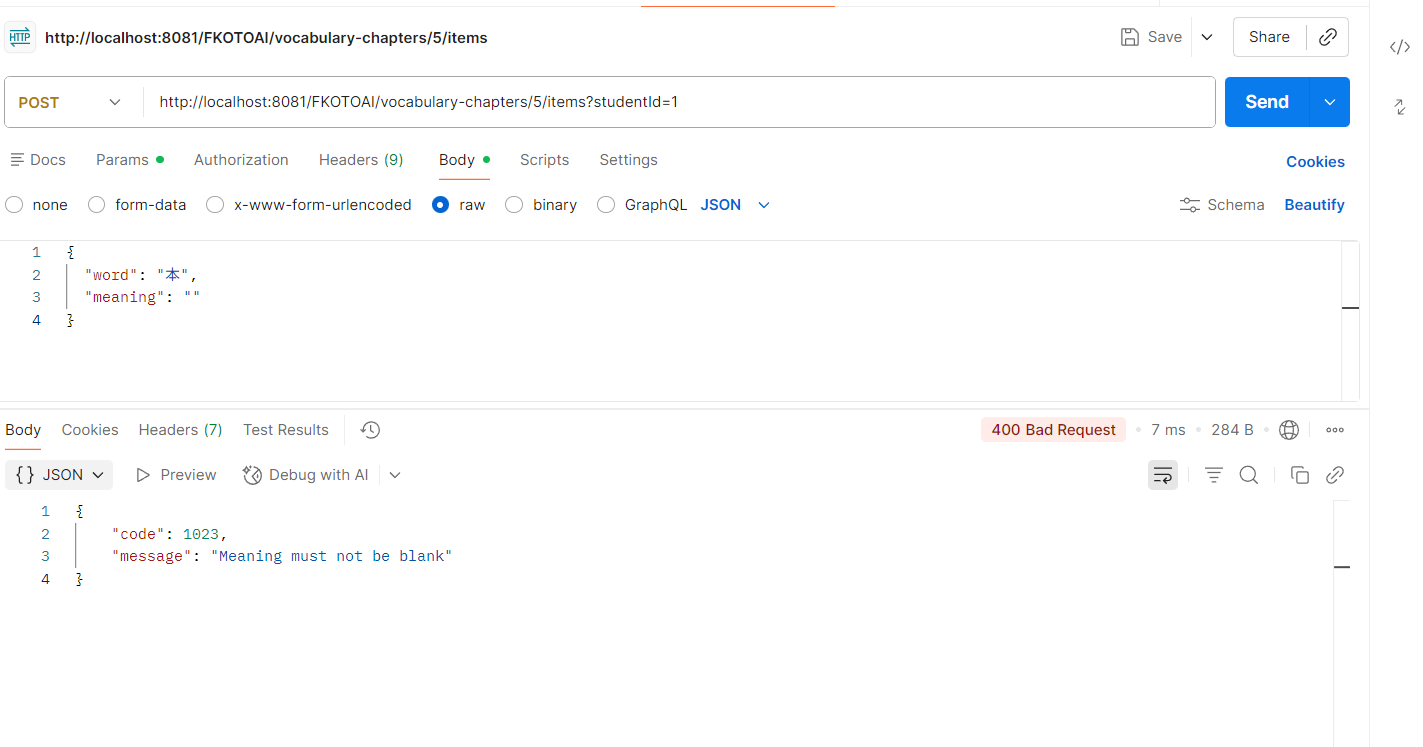 HTTP http://localhost:8081/FKOTOAI/vocabulary-chapters/5/items Save Share
POST http://localhost:8081/FKOTOAI/vocabulary-chapters/5/items?studentId=1 Send
Docs Params Authorization Headers (9) Body Scripts Settings Cookies
none form-data x-www-form-urlencoded raw binary GraphQL JSON Schema Beautify
1 {
2 "word": "本",
3 "meaning": ""
4 }
Body Cookies Headers (7) Test Results 400 Bad Request 7 ms 284 B
{} JSON Preview Debug with AI
1 {
2 "code": 1023,
3 "message": "Meaning must not be blank"
4 }